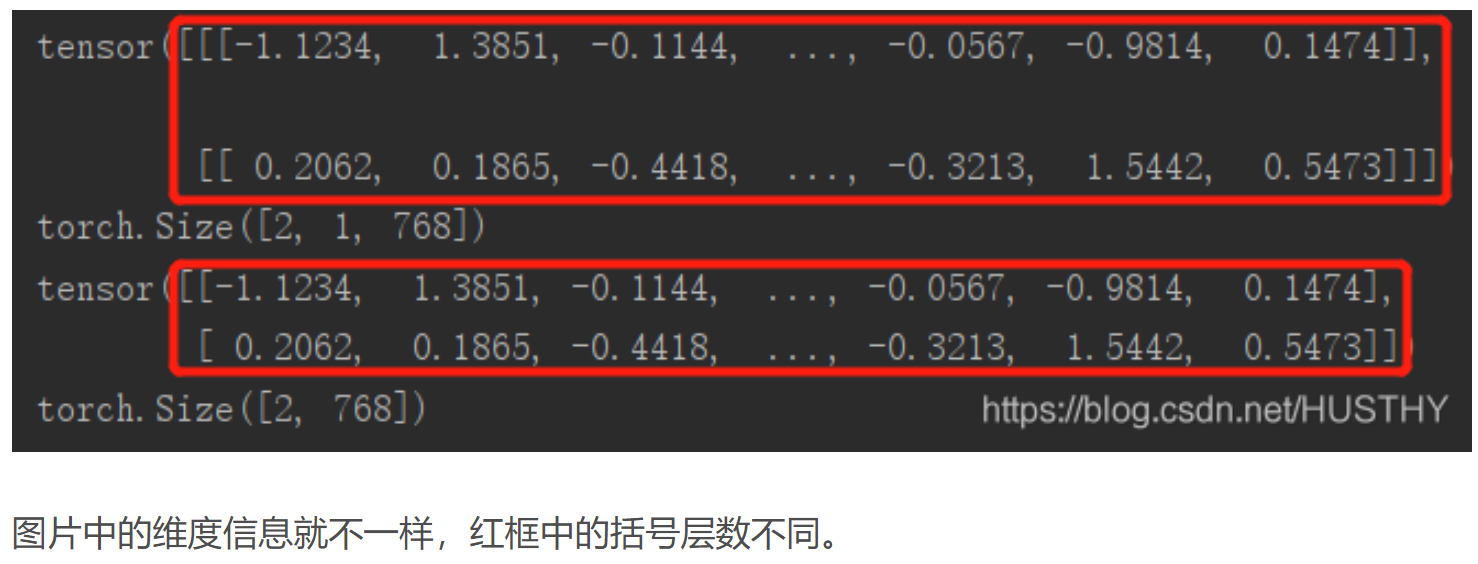 tensor([[[-1.1234, 1.3851, -0.1144, ..., -0.0567, -0.9814, 0.1474]],
[[ 0.2062, 0.1865, -0.4418, ..., -0.3213, 1.5442, 0.5473]]])
torch.Size([2, 1, 768])
tensor([[-1.1234, 1.3851, -0.1144, ..., -0.0567, -0.9814, 0.1474],
[ 0.2062, 0.1865, -0.4418, ..., -0.3213, 1.5442, 0.5473]])
torch.Size([2, 768])
https://blog.csdn.net/HUSTHY
图片中的维度信息就不一样，红框中的括号层数不同。